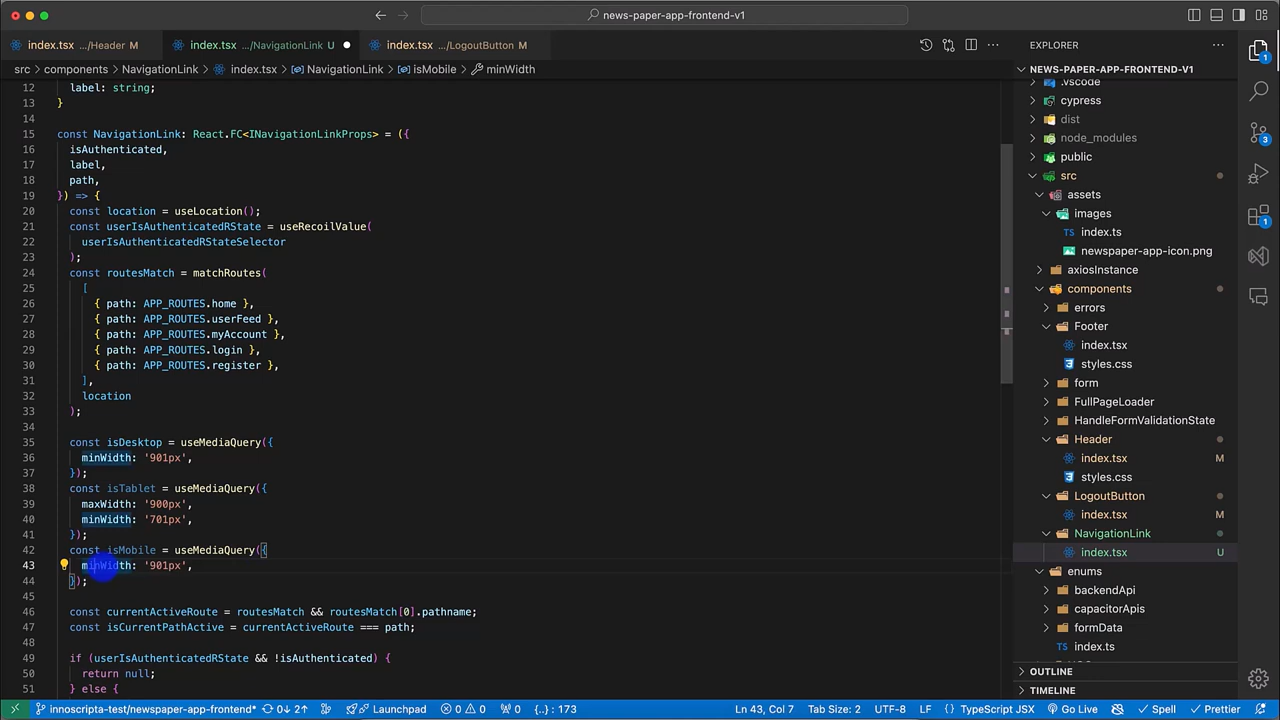 news-paper-app-frontend-v1
index.tsx .../Header M
index.tsx .../NavigationLink U
index.tsx .../LogoutButton M
src components NavigationLink index.tsx NavigationLink isMobile minWidth
12 label: string;
13 }
14
15 const NavigationLink: React.FC<INavigationLinkProps> = ({
16 isAuthenticated,
17 label,
18 path,
19 }) => {
20 const location = useLocation();
21 const userIsAuthenticatedRState = useRecoilValue(
22 userIsAuthenticatedRStateSelector
23 );
24 const routesMatch = matchRoutes(
25 [
26 { path: APP_ROUTES.home },
27 { path: APP_ROUTES.userFeed },
28 { path: APP_ROUTES.myAccount },
29 { path: APP_ROUTES.login },
30 { path: APP_ROUTES.register },
31 ],
32 location
33 );
34
35 const isDesktop = useMediaQuery({
36 minWidth: '901px',
37 });
38 const isTablet = useMediaQuery({
39 maxWidth: '900px',
40 minWidth: '701px',
41 });
42 const isMobile = useMediaQuery({
43 minWidth: '901px',
44 });
45
46 const currentActiveRoute = routesMatch && routesMatch[0].pathname;
47 const isCurrentPathActive = currentActiveRoute === path;
48
49 if (userIsAuthenticatedRState && !isAuthenticated) {
50 return null;
51 } else {
EXPLORER
NEWS-PAPER-APP-FRONTEND-V1
.vscode
cypress
dist
node_modules
public
src
assets
images
TS index.ts
newspaper-app-icon.png
axiosInstance
components
errors
Footer
index.tsx
styles.css
form
FullPageLoader
HandleFormValidationState
Header
index.tsx M
styles.css
LogoutButton
index.tsx M
NavigationLink
index.tsx U
enums
backendApi
capacitorApis
formData
index.ts
OUTLINE
TIMELINE
1
3
1
innoscripta-test/newspaper-app-frontend* 0↓ 2↑ Launchpad 0 0 {..} : 173 Ln 43, Col 7 Tab Size: 2 UTF-8 LF {} TypeScript JSX Go Live Spell Prettier